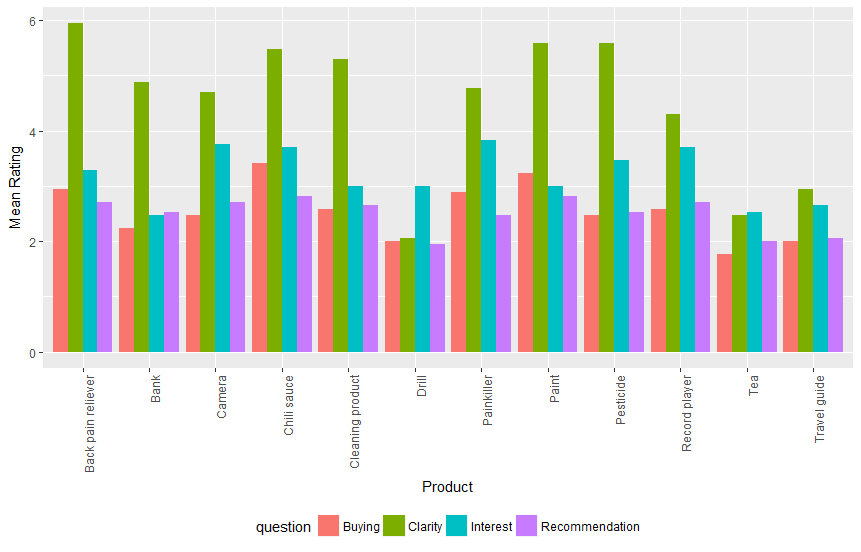 6
4
2
0
Mean Rating
Back pain reliever
Bank
Camera
Chili sauce
Cleaning product
Drill
Painkiller
Paint
Pesticide
Record player
Tea
Travel guide
Product
question Buying Clarity Interest Recommendation